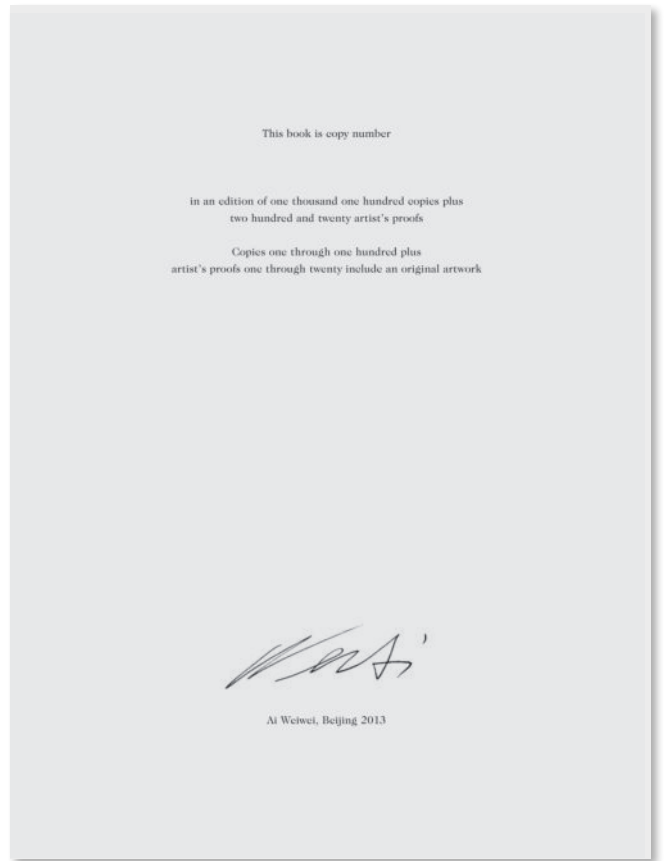 This book is copy number
in an edition of one thousand one hundred copies plus
two hundred and twenty artist's proofs
Copies one through one hundred plus
artist's proofs one through twenty include an original artwork
Ai Weiwei, Beijing 2013